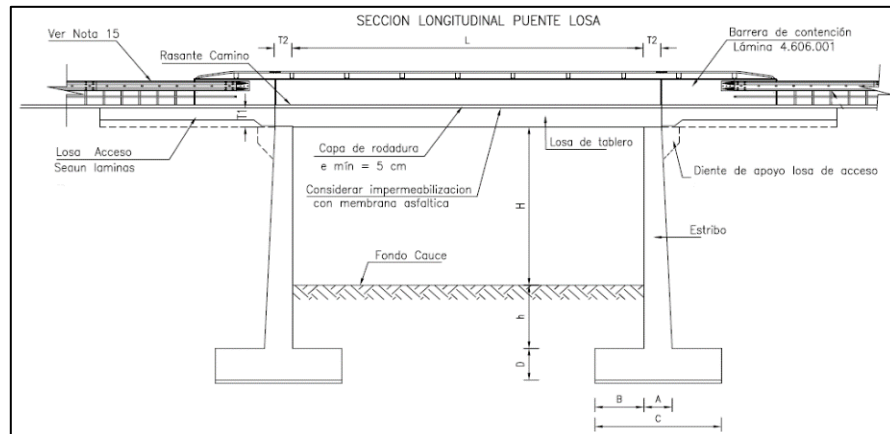 SECCION LONGITUDINAL PUENTE LOSA
Ver Nota 15
T2
L
T2
Barrera de contención
Lámina 4.606.001
Rasante Camino
T1
Losa Acceso
Seaun laminas
Capa de rodadura
e mín = 5 cm
Losa de tablero
Considerar impermeabilizacion
con membrana asfaltica
Diente de apoyo losa de acceso
H
Estribo
Fondo Cauce
h
D
B
A
C